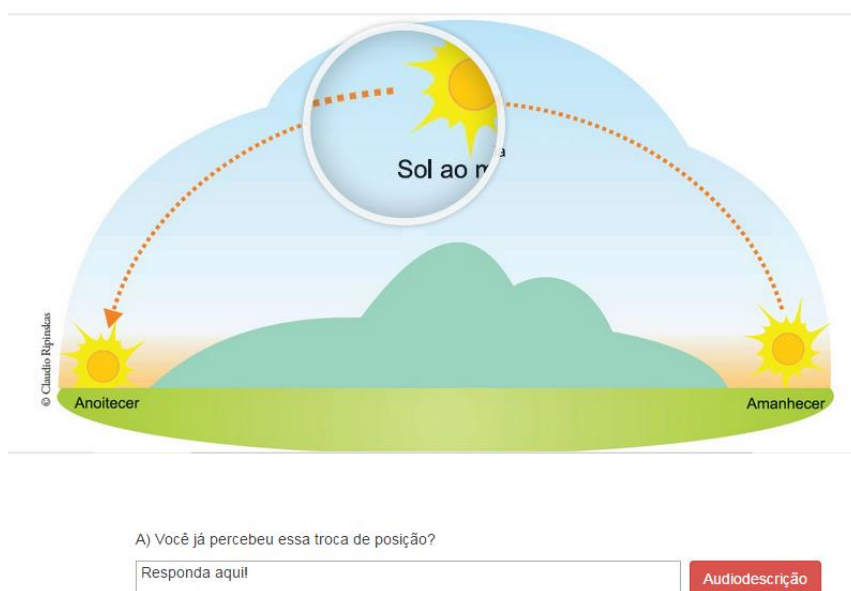 Sol ao m
a
© Claudio Ripinskas
Anoitecer
Amanhecer
A) Você já percebeu essa troca de posição?
Responda aqui!
Audiodescrição